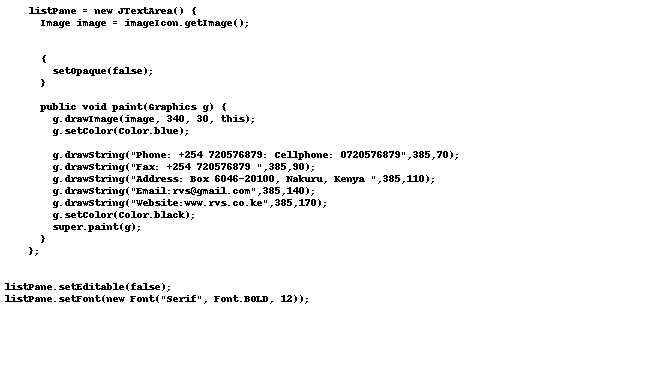 listPane = new JTextArea() {
Image image = imageIcon.getImage();
{
setOpaque(false);
}
public void paint(Graphics g) {
g.drawImage(image, 340, 30, this);
g.setColor(Color.blue);
g.drawString("Phone: +254 720576879: Cellphone: 0720576879",385,70);
g.drawString("Fax: +254 720576879 ",385,90);
g.drawString("Address: Box 6046-20100, Nakuru, Kenya ",385,110);
g.drawString("Email:rvs@gmail.com",385,140);
g.drawString("Website:www.rvs.co.ke",385,170);
g.setColor(Color.black);
super.paint(g);
}
};
listPane.setEditable(false);
listPane.setFont(new Font("Serif", Font.BOLD, 12));